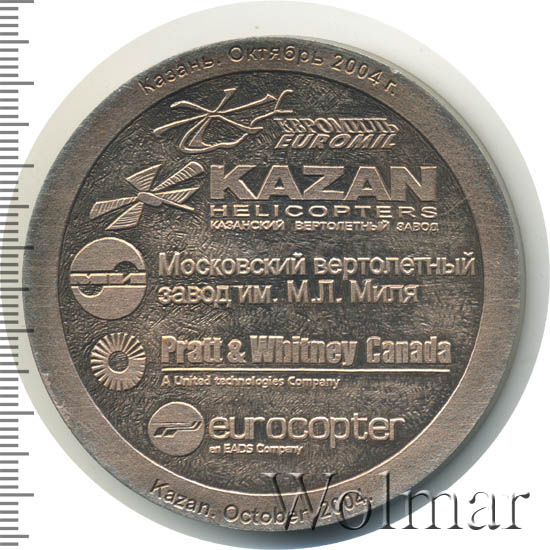 Казань. Октябрь 2004 г.
ЕВРОМИЛЬ
EUROMIL
KAZAN
HELICOPTERS
КАЗАНСКИЙ ВЕРТОЛЕТНЫЙ ЗАВОД
МИ
Московский вертолетный
завод им. М.Л. Миля
Pratt & Whitney Canada
A United technologies Company
eurocopter
an EADS Company
Kazan. October 2004.
Wolmar